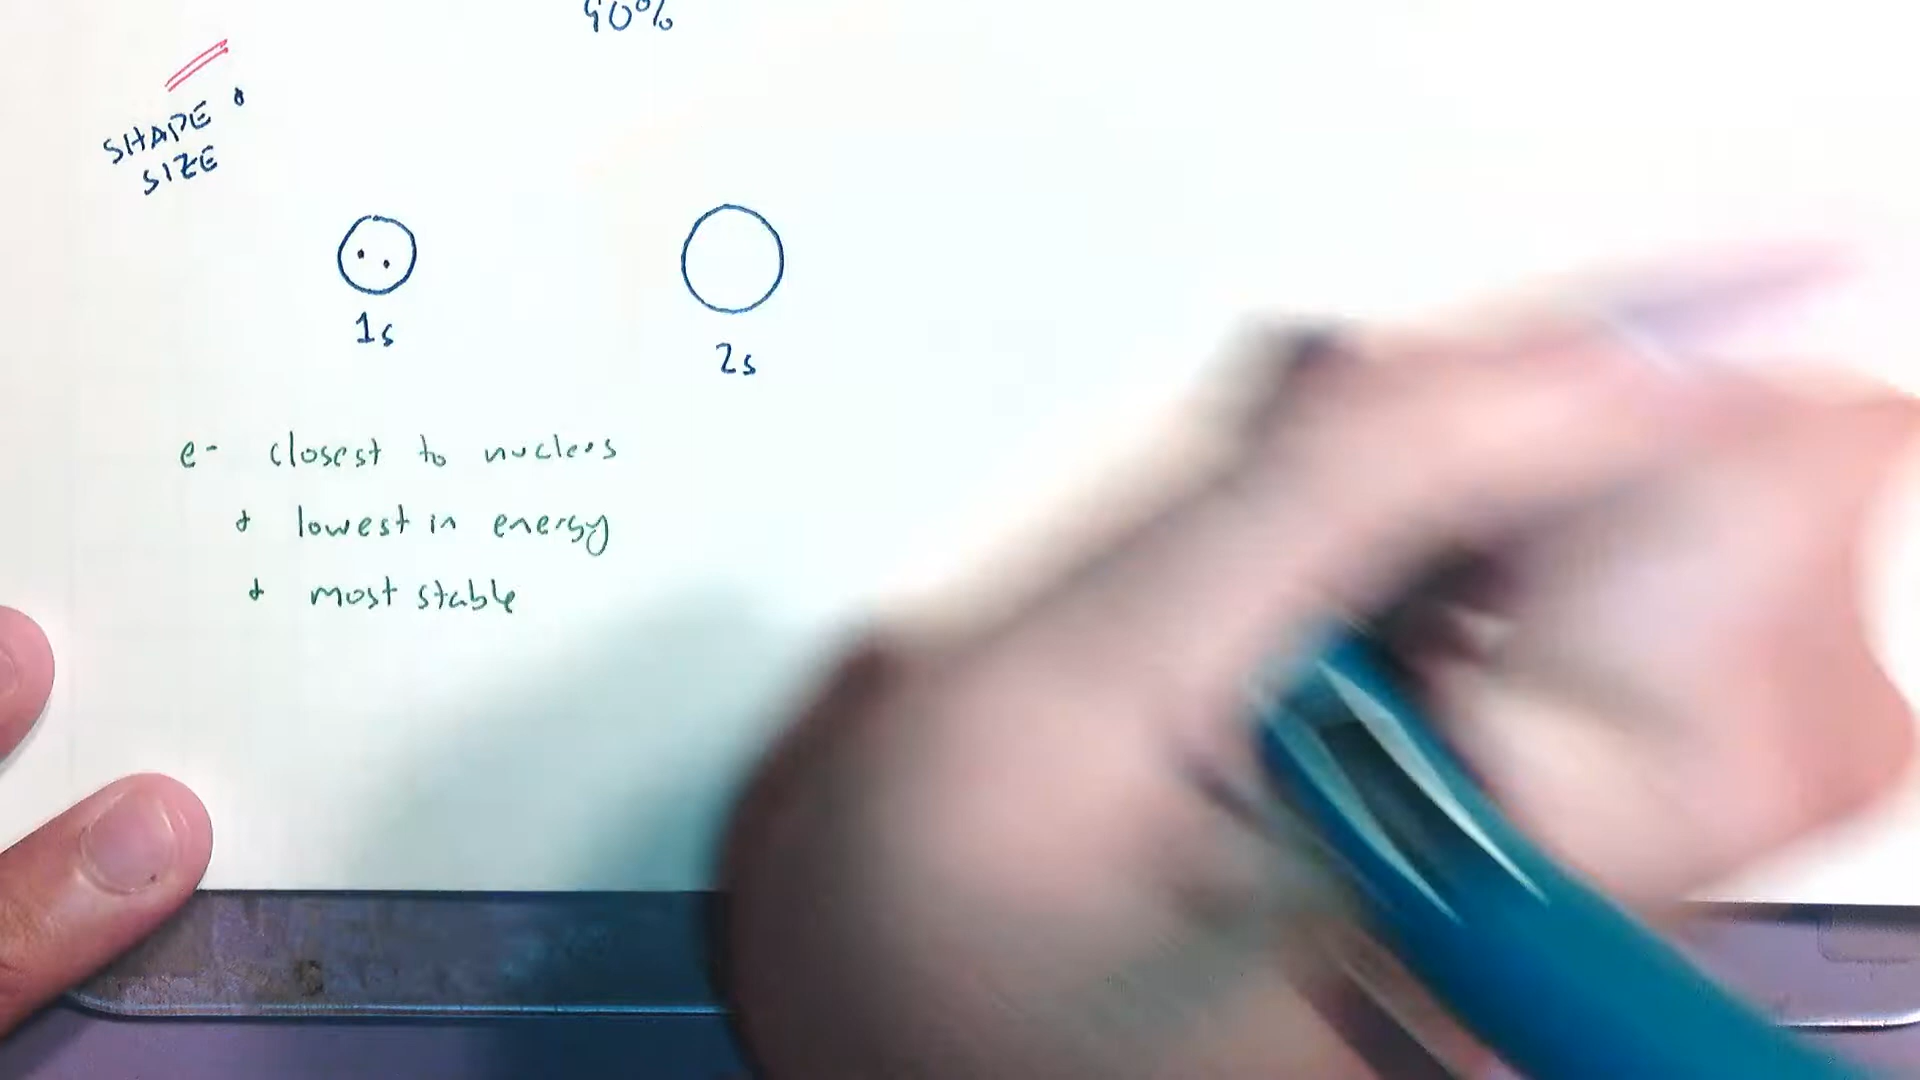 90%
SHAPE
SIZE
1s
2s
e- closest to nucleus
+ lowest in energy
+ most stable